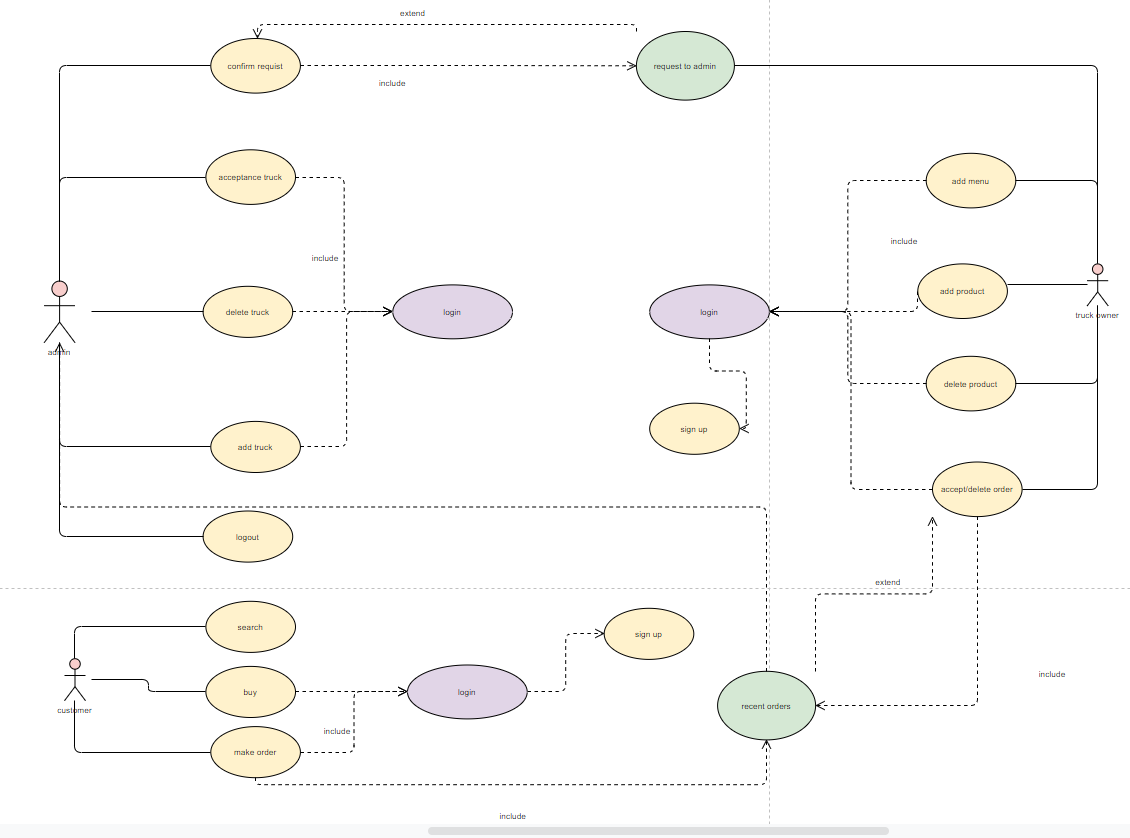 extend
confirm requist
request to admin
include
acceptance truck
add menu
include
include
add product
delete truck
login
login
truck owner
admin
delete product
sign up
add truck
accept/delete order
logout
extend
search
sign up
include
buy
login
customer
recent orders
include
make order
include